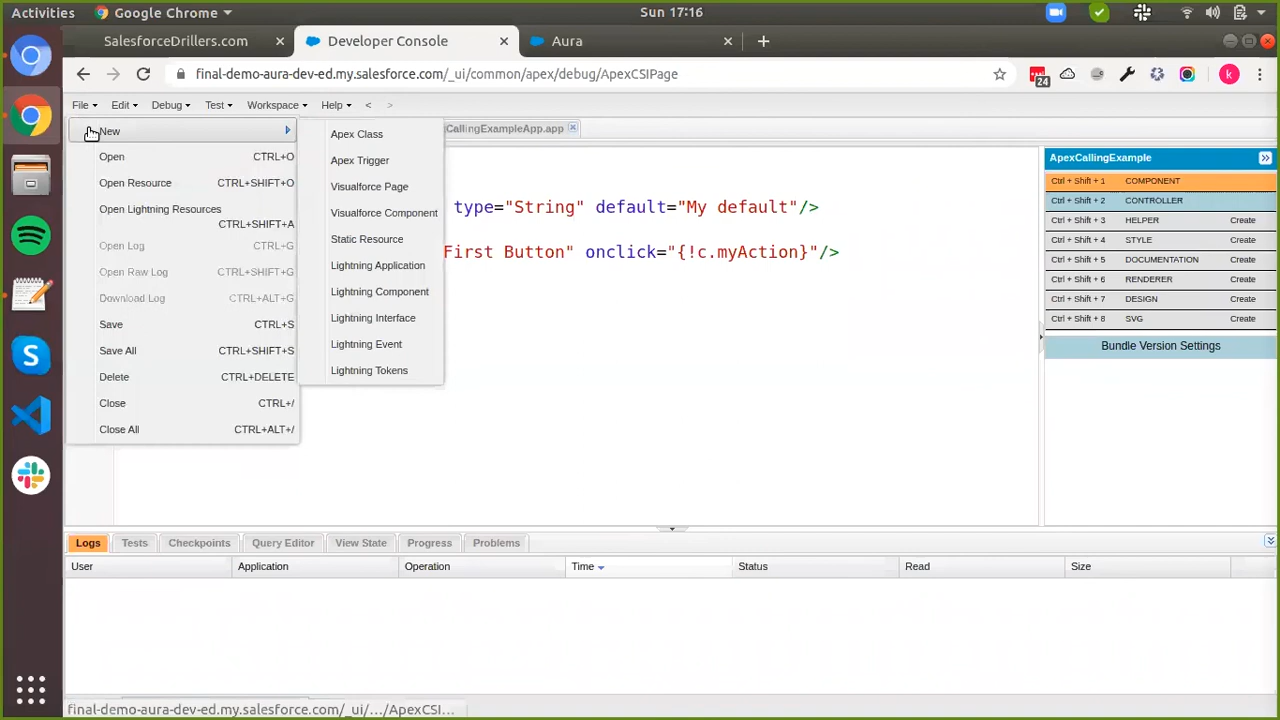 Activities Google Chrome Sun 17:16
SalesforceDrillers.com Developer Console Aura
final-demo-aura-dev-ed.my.salesforce.com/_ui/common/apex/debug/ApexCSIPage 24 k
File Edit Debug Test Workspace Help < >
New
Open CTRL+O
Open Resource CTRL+SHIFT+O
Open Lightning Resources
CTRL+SHIFT+A
Open Log CTRL+G
Open Raw Log CTRL+SHIFT+G
Download Log CTRL+ALT+G
Save CTRL+S
Save All CTRL+SHIFT+S
Delete CTRL+DELETE
Close CTRL+/
Close All CTRL+ALT+/
Apex Class
Apex Trigger
Visualforce Page
Visualforce Component
Static Resource
Lightning Application
Lightning Component
Lightning Interface
Lightning Event
Lightning Tokens
CallingExampleApp.app
type="String" default="My default"/>
First Button" onclick="{!c.myAction}"/>
ApexCallingExample
Ctrl + Shift + 1 COMPONENT
Ctrl + Shift + 2 CONTROLLER
Ctrl + Shift + 3 HELPER Create
Ctrl + Shift + 4 STYLE Create
Ctrl + Shift + 5 DOCUMENTATION Create
Ctrl + Shift + 6 RENDERER Create
Ctrl + Shift + 7 DESIGN Create
Ctrl + Shift + 8 SVG Create
Bundle Version Settings
Logs Tests Checkpoints Query Editor View State Progress Problems
User Application Operation Time Status Read Size
final-demo-aura-dev-ed.my.salesforce.com/_ui/.../ApexCSI...